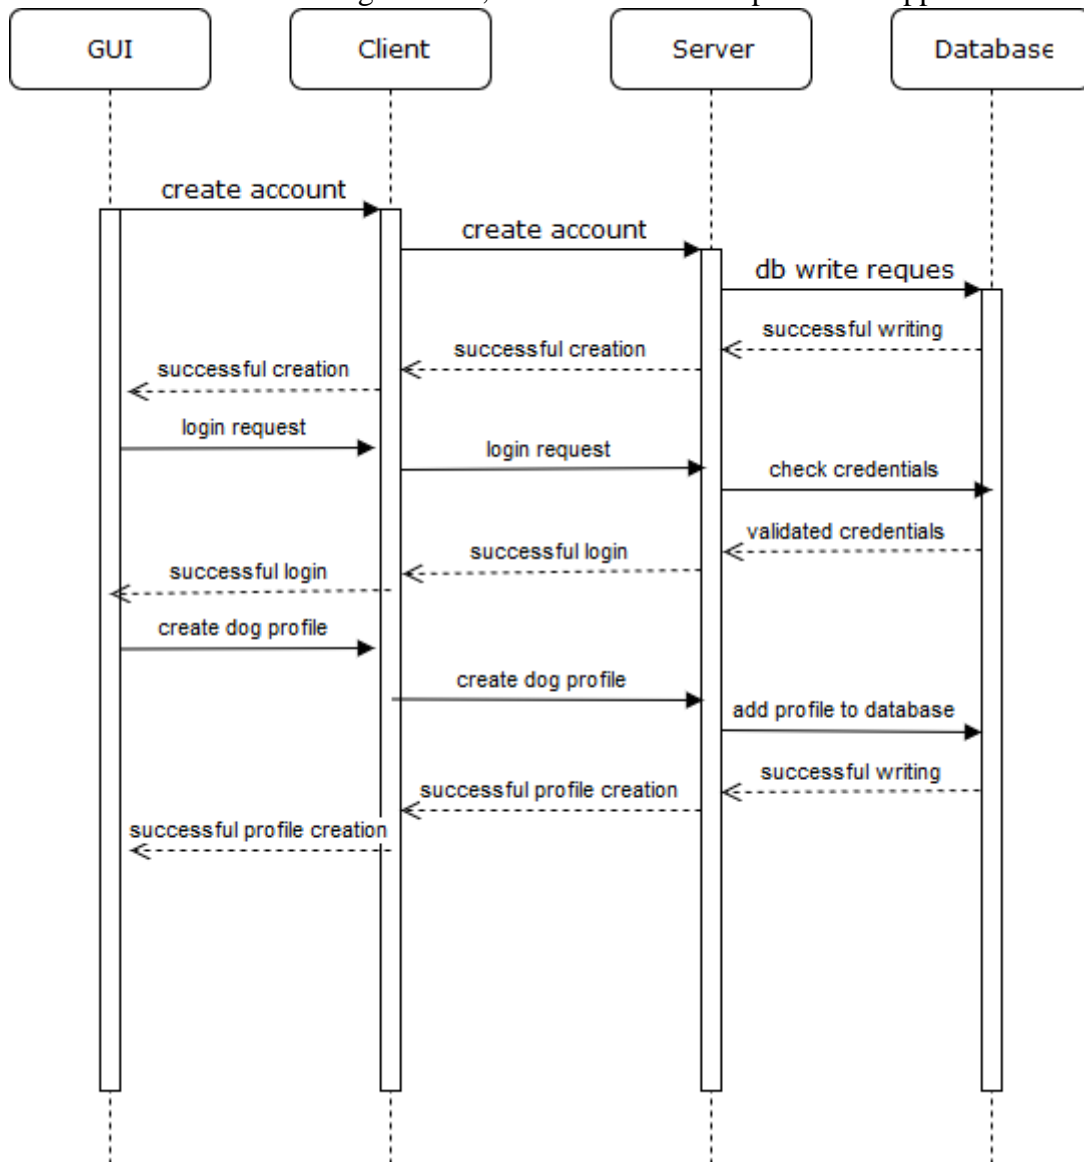 GUI
Client
Server
Database
create account
create account
db write reques
successful writing
successful creation
successful creation
login request
login request
check credentials
validated credentials
successful login
successful login
create dog profile
create dog profile
add profile to database
successful writing
successful profile creation
successful profile creation